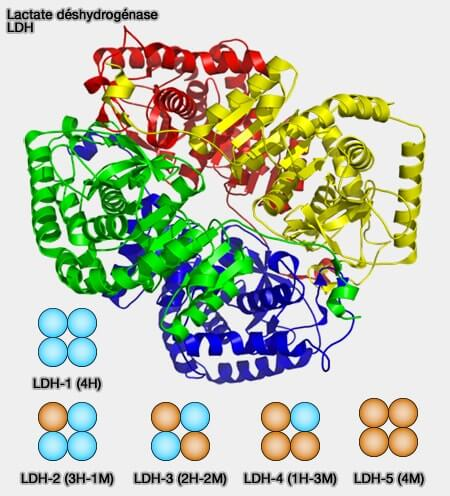 Lactate déshydrogénase
LDH
LDH-1 (4H)
LDH-2 (3H-1M)
LDH-3 (2H-2M)
LDH-4 (1H-3M)
LDH-5 (4M)